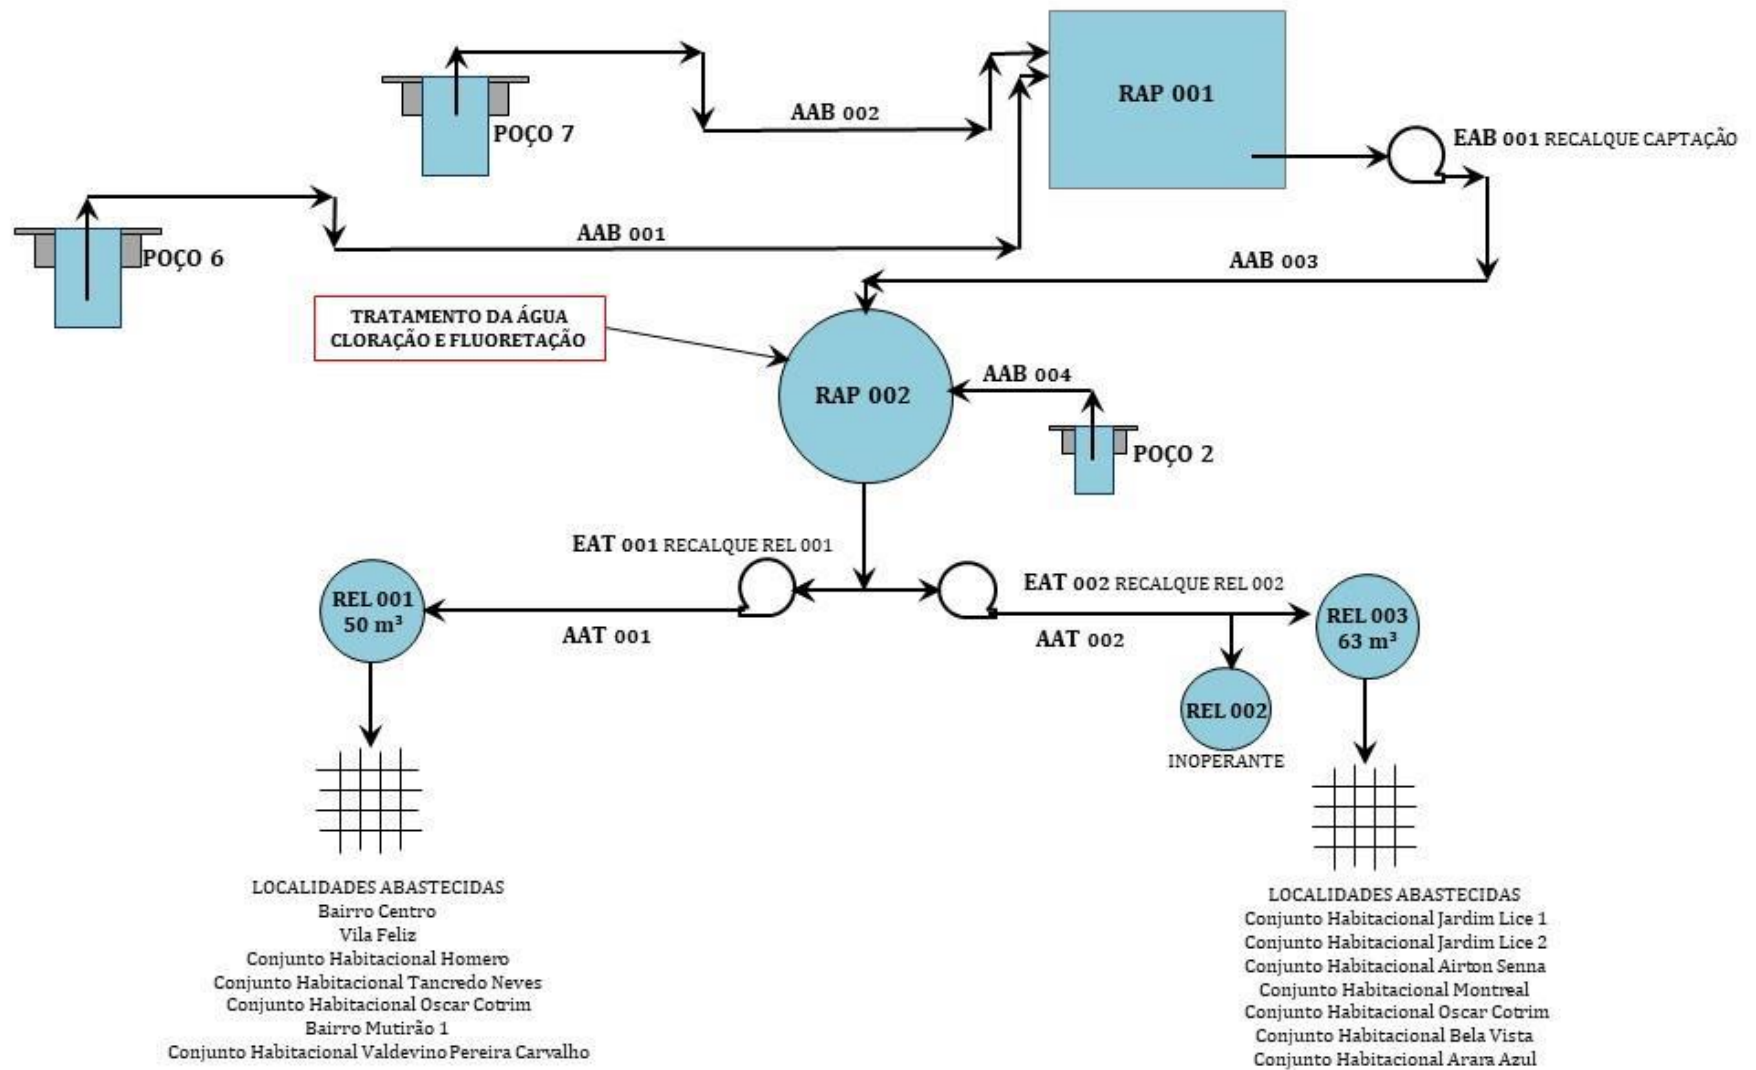 RAP 001
AAB 002
POÇO 7
EAB 001 RECALQUE CAPTAÇÃO
AAB 001
POÇO 6
AAB 003
TRATAMENTO DA ÁGUA
CLORAÇÃO E FLUORETAÇÃO
RAP 002
AAB 004
POÇO 2
EAT 001 RECALQUE REL 001
EAT 002 RECALQUE REL 002
REL 001
50 m³
AAT 001
AAT 002
REL 003
63 m³
REL 002
INOPERANTE
LOCALIDADES ABASTECIDAS
Bairro Centro
Vila Feliz
Conjunto Habitacional Homero
Conjunto Habitacional Tancredo Neves
Conjunto Habitacional Oscar Cotrim
Bairro Mutirão 1
Conjunto Habitacional Valdevino Pereira Carvalho
LOCALIDADES ABASTECIDAS
Conjunto Habitacional Jardim Lice 1
Conjunto Habitacional Jardim Lice 2
Conjunto Habitacional Airton Senna
Conjunto Habitacional Montreal
Conjunto Habitacional Oscar Cotrim
Conjunto Habitacional Bela Vista
Conjunto Habitacional Arara Azul